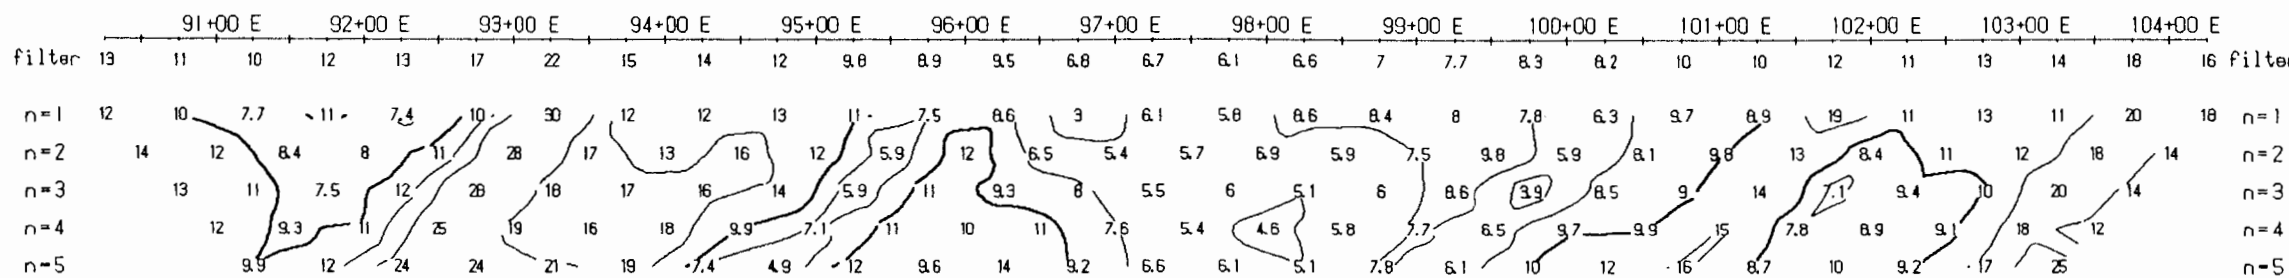 91+00 E 92+00 E 93+00 E 94+00 E 95+00 E 96+00 E 97+00 E 98+00 E 99+00 E 100+00 E 101+00 E 102+00 E 103+00 E 104+00 E
filter 13 11 10 12 13 17 22 15 14 12 9.8 8.9 9.5 6.8 6.7 6.1 6.6 7 7.7 8.3 8.2 10 10 12 11 13 14 18 16 filter
n=1 12 10 7.7 11 7.4 10 30 12 12 13 11 7.5 8.6 3 6.1 5.8 8.6 8.4 8 7.8 6.3 9.7 8.9 19 11 13 11 20 18 n=1
n=2 14 12 8.4 8 11 28 17 13 16 12 5.9 12 6.5 5.4 5.7 6.9 5.9 7.5 9.8 5.9 8.1 9.8 13 8.4 11 12 18 14 n=2
n=3 13 11 7.5 12 28 18 17 16 14 5.9 11 9.3 6 5.5 6 5.1 6 8.6 3.9 8.5 9 14 7.1 9.4 10 20 14 n=3
n=4 12 9.3 11 25 19 16 18 9.9 7.1 11 10 11 7.6 5.4 4.6 5.8 7.7 6.5 9.7 9.9 15 7.8 8.9 9.1 18 12 n=4
n=5 9.9 12 24 24 21 19 7.4 4.9 12 9.6 14 9.2 6.6 6.1 5.1 7.8 6.1 10 12 16 8.7 10 9.2 17 25 n=5